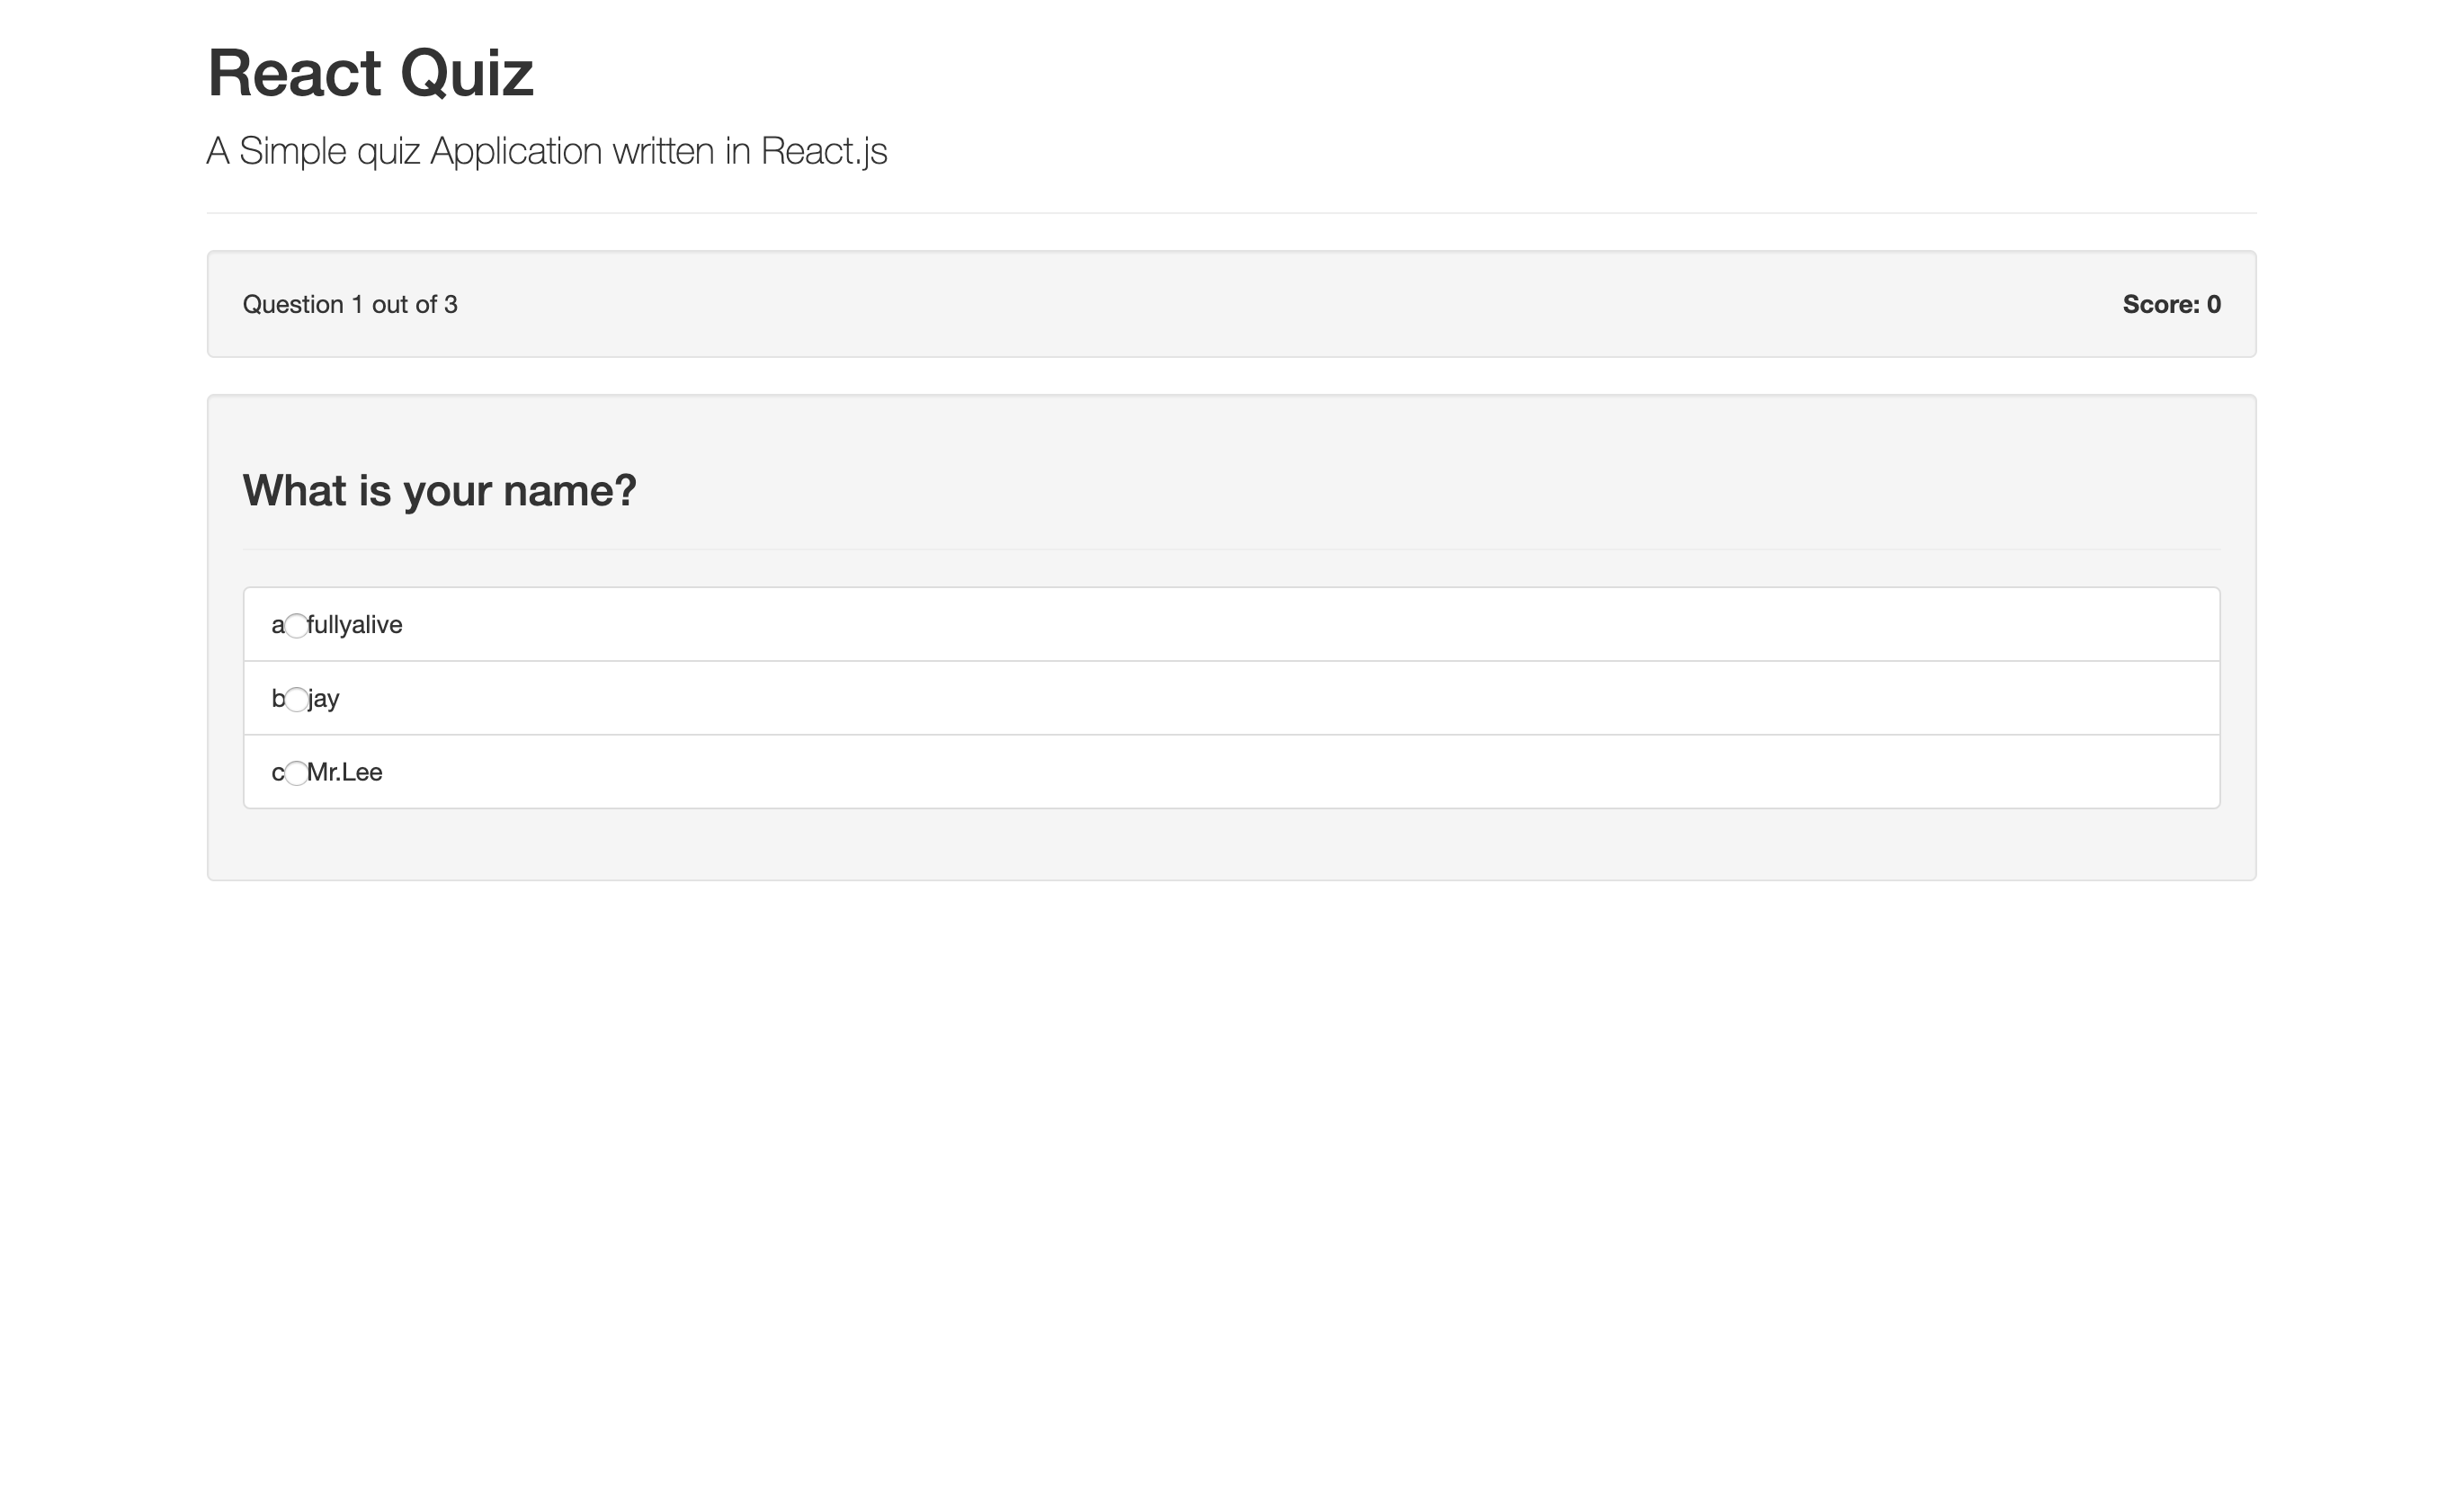 React Quiz
A Simple quiz Application written in React.js
Question 1 out of 3
Score: 0
What is your name?
a fullyalive
b jay
c Mr.Lee